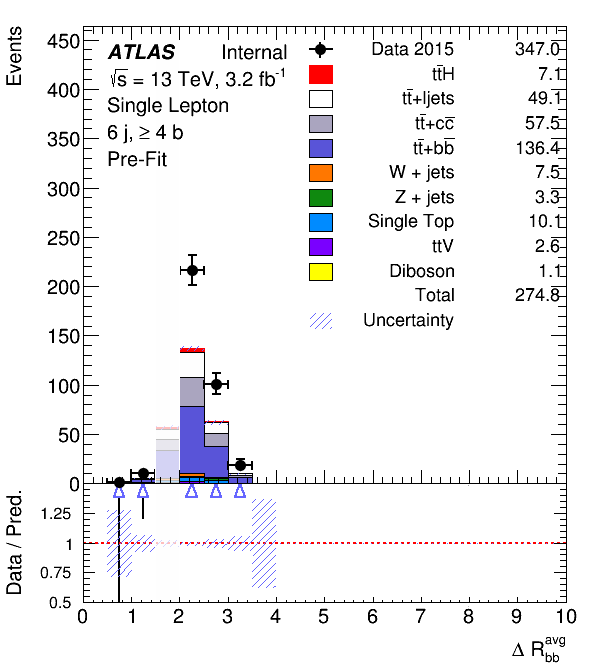 Events
450
400
350
300
250
200
150
100
50
0
ATLAS Internal
√s = 13 TeV, 3.2 fb⁻¹
Single Lepton
6 j, ≥ 4 b
Pre-Fit
Data 2015 347.0
tt̄H 7.1
tt̄+ljets 49.1
tt̄+cc̄ 57.5
tt̄+bb̄ 136.4
W + jets 7.5
Z + jets 3.3
Single Top 10.1
ttV 2.6
Diboson 1.1
Total 274.8
Uncertainty
Data / Pred.
1.25
1
0.75
0.5
0 1 2 3 4 5 6 7 8 9 10
Δ R_bb^avg